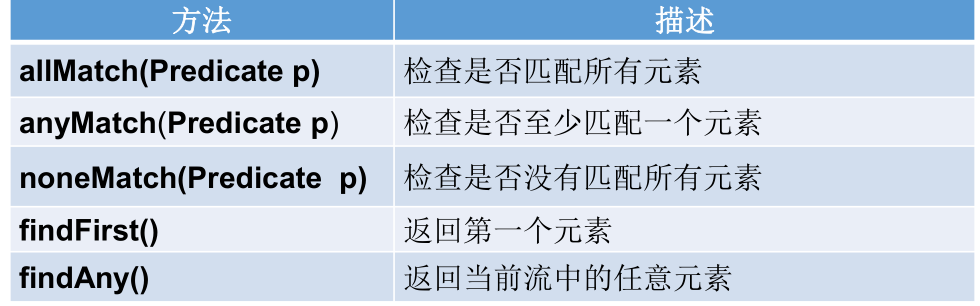 方法 描述
allMatch(Predicate p) 检查是否匹配所有元素
anyMatch(Predicate p) 检查是否至少匹配一个元素
noneMatch(Predicate  p) 检查是否没有匹配所有元素
findFirst() 返回第一个元素
findAny() 返回当前流中的任意元素